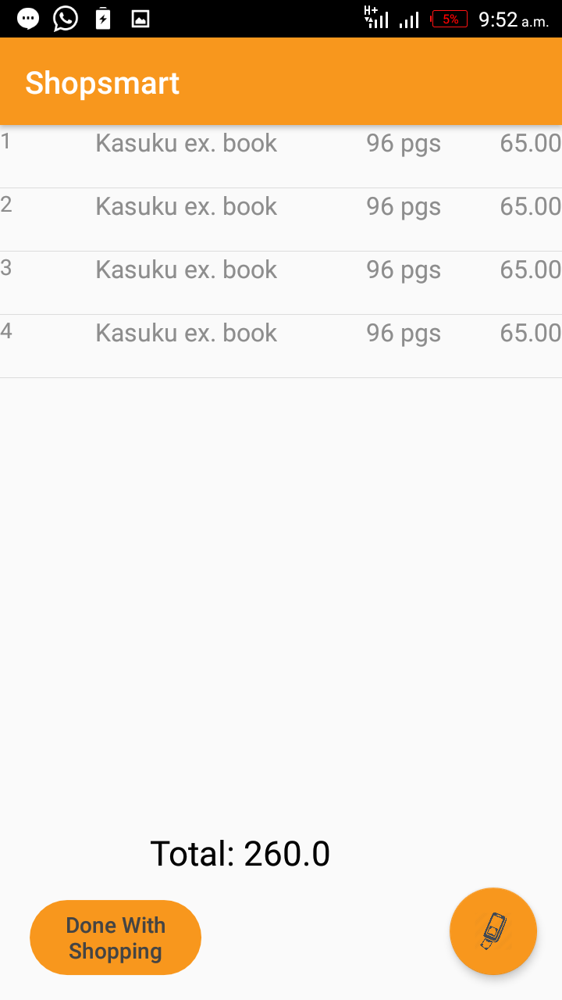 H+ 5% 9:52 a.m.
Shopsmart
1 Kasuku ex. book 96 pgs 65.00
2 Kasuku ex. book 96 pgs 65.00
3 Kasuku ex. book 96 pgs 65.00
4 Kasuku ex. book 96 pgs 65.00
Total: 260.0
Done With
Shopping